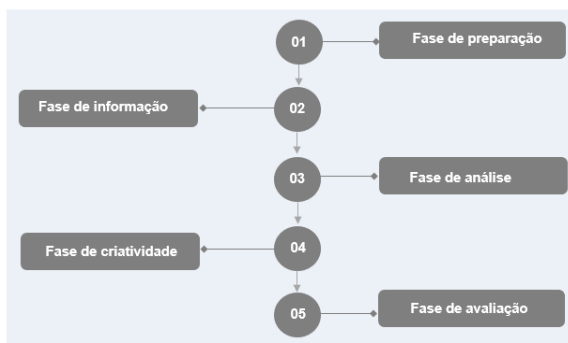 01
Fase de preparação
Fase de informação
02
03
Fase de análise
Fase de criatividade
04
05
Fase de avaliação